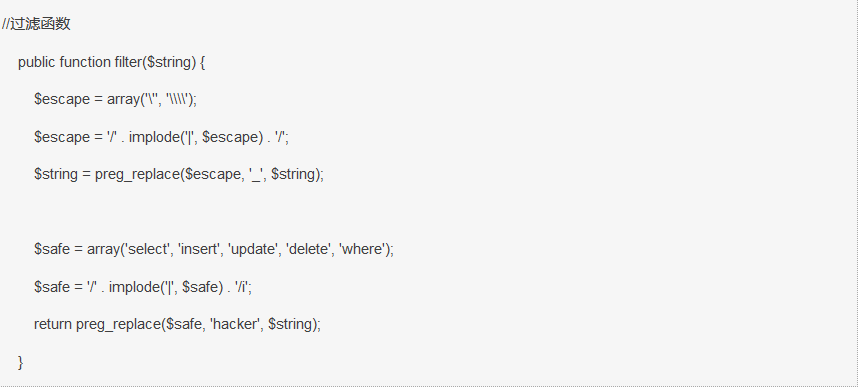 //过滤函数
public function filter($string) {
$escape = array('\'', '\\\\');
$escape = '/' . implode('|', $escape) . '/';
$string = preg_replace($escape, '_', $string);
$safe = array('select', 'insert', 'update', 'delete', 'where');
$safe = '/' . implode('|', $safe) . '/i';
return preg_replace($safe, 'hacker', $string);
}